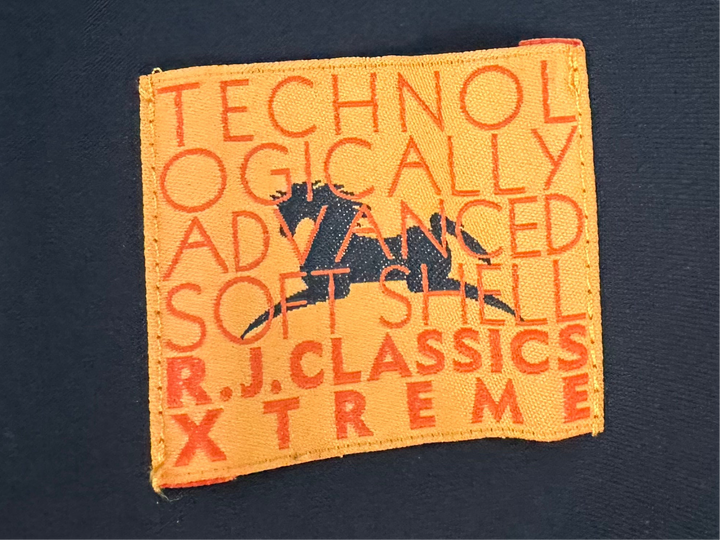 TECHNOL
OGICALLY
ADVANCED
SOFT SHELL
R.J.CLASSICS
XTREME